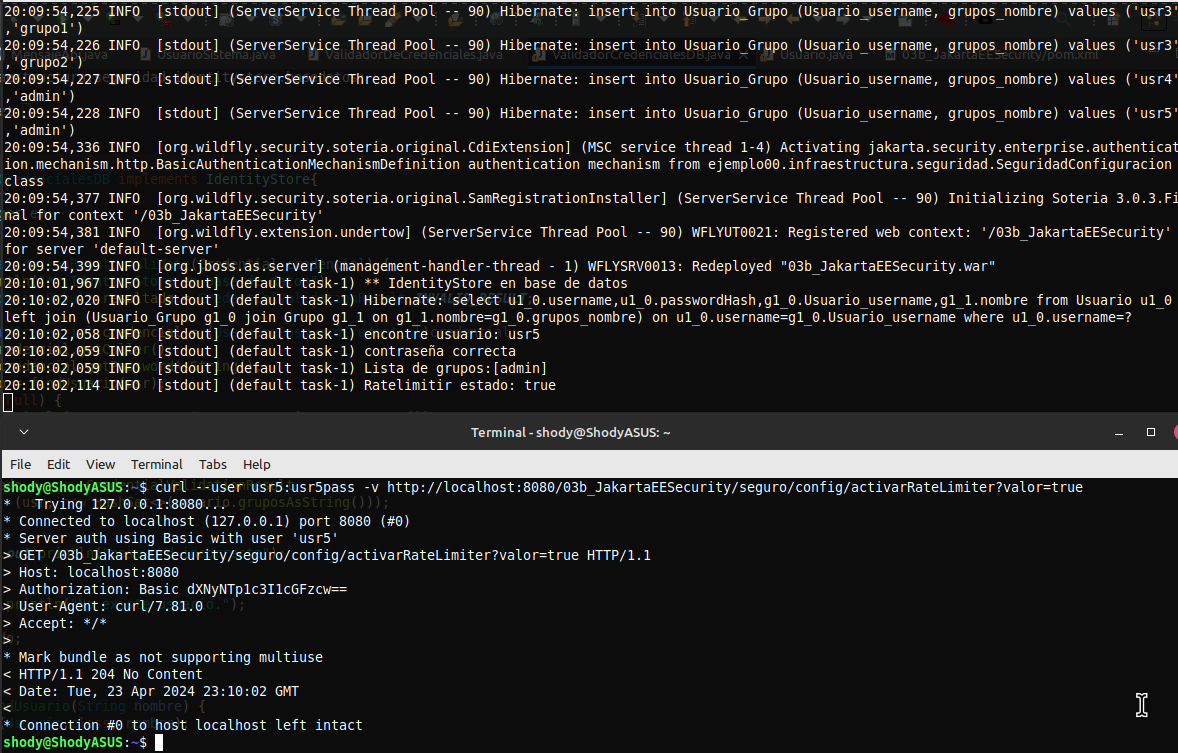 20:09:54,225 INFO  [stdout] (ServerService Thread Pool -- 90) Hibernate: insert into Usuario_Grupo (Usuario_username, grupos_nombre) values ('usr3'
,'grupo1')
20:09:54,226 INFO  [stdout] (ServerService Thread Pool -- 90) Hibernate: insert into Usuario_Grupo (Usuario_username, grupos_nombre) values ('usr3'
,'grupo2')
20:09:54,227 INFO  [stdout] (ServerService Thread Pool -- 90) Hibernate: insert into Usuario_Grupo (Usuario_username, grupos_nombre) values ('usr4'
,'admin')
20:09:54,228 INFO  [stdout] (ServerService Thread Pool -- 90) Hibernate: insert into Usuario_Grupo (Usuario_username, grupos_nombre) values ('usr5'
,'admin')
20:09:54,336 INFO  [org.wildfly.security.soteria.original.CdiExtension] (MSC service thread 1-4) Activating jakarta.security.enterprise.authenticat
ion.mechanism.http.BasicAuthenticationMechanismDefinition authentication mechanism from ejemplo00.infraestructura.seguridad.SeguridadConfiguracion
class
20:09:54,377 INFO  [org.wildfly.security.soteria.original.SamRegistrationInstaller] (ServerService Thread Pool -- 90) Initializing Soteria 3.0.3.Fi
nal for context '/03b_JakartaEESecurity'
20:09:54,381 INFO  [org.wildfly.extension.undertow] (ServerService Thread Pool -- 90) WFLYUT0021: Registered web context: '/03b_JakartaEESecurity'
for server 'default-server'
20:09:54,399 INFO  [org.jboss.as.server] (management-handler-thread - 1) WFLYSRV0013: Redeployed "03b_JakartaEESecurity.war"
20:10:01,967 INFO  [stdout] (default task-1) ** IdentityStore en base de datos
20:10:02,020 INFO  [stdout] (default task-1) Hibernate: select u1_0.username,u1_0.passwordHash,g1_0.Usuario_username,g1_1.nombre from Usuario u1_0
left join (Usuario_Grupo g1_0 join Grupo g1_1 on g1_1.nombre=g1_0.grupos_nombre) on u1_0.username=g1_0.Usuario_username where u1_0.username=?
20:10:02,058 INFO  [stdout] (default task-1) encontre usuario: usr5
20:10:02,059 INFO  [stdout] (default task-1) contraseña correcta
20:10:02,059 INFO  [stdout] (default task-1) Lista de grupos:[admin]
20:10:02,114 INFO  [stdout] (default task-1) Ratelimitir estado: true
Terminal - shody@ShodyASUS: ~
File Edit View Terminal Tabs Help
shody@ShodyASUS:~$ curl --user usr5:usr5pass -v http://localhost:8080/03b_JakartaEESecurity/seguro/config/activarRateLimiter?valor=true
*   Trying 127.0.0.1:8080...
* Connected to localhost (127.0.0.1) port 8080 (#0)
* Server auth using Basic with user 'usr5'
> GET /03b_JakartaEESecurity/seguro/config/activarRateLimiter?valor=true HTTP/1.1
> Host: localhost:8080
> Authorization: Basic dXNyNTp1c3I1cGFzcw==
> User-Agent: curl/7.81.0
> Accept: */*
>
* Mark bundle as not supporting multiuse
< HTTP/1.1 204 No Content
< Date: Tue, 23 Apr 2024 23:10:02 GMT
<
* Connection #0 to host localhost left intact
shody@ShodyASUS:~$